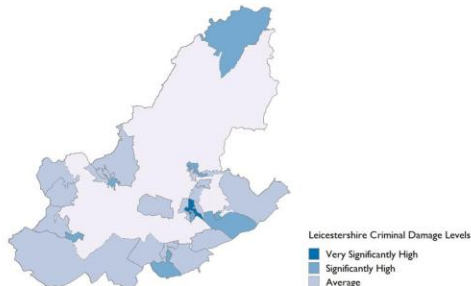 Leicestershire Criminal Damage Levels
Very Significantly High
Significantly High
Average